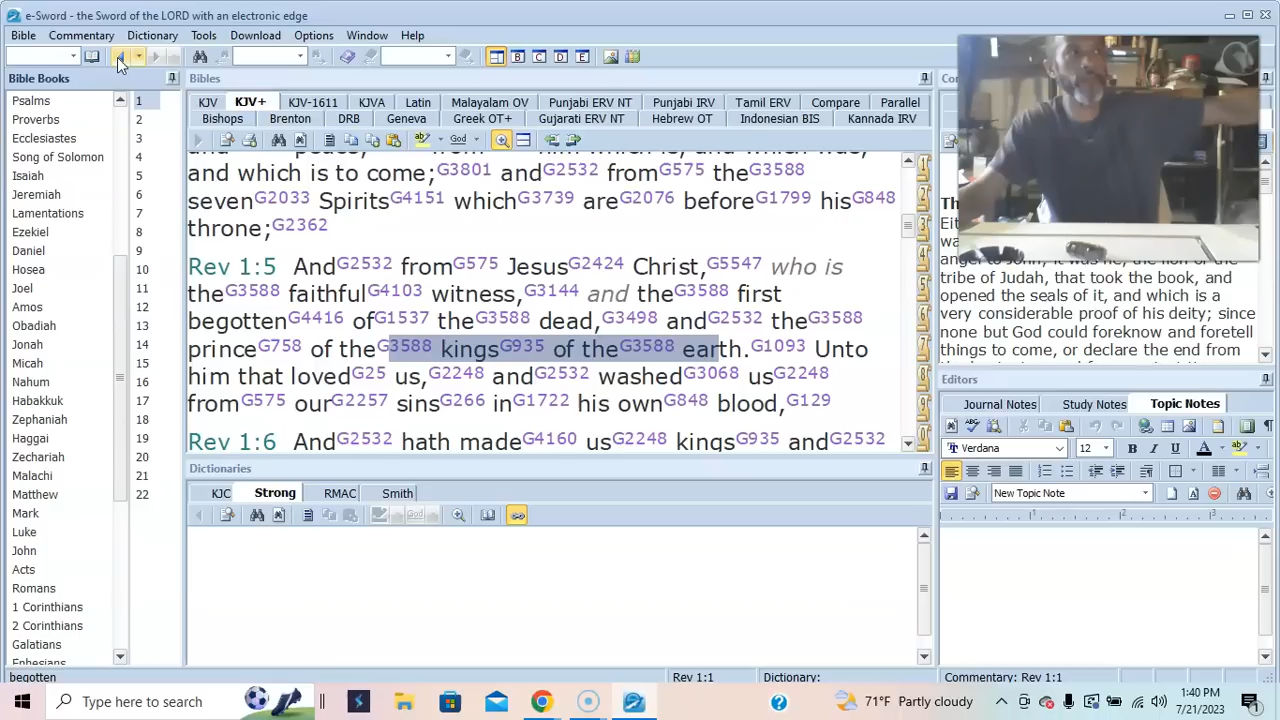 e-Sword - the Sword of the LORD with an electronic edge
Bible Commentary Dictionary Tools Download Options Window Help
B C D E
Bible Books
Psalms
Proverbs
Ecclesiastes
Song of Solomon
Isaiah
Jeremiah
Lamentations
Ezekiel
Daniel
Hosea
Joel
Amos
Obadiah
Jonah
Micah
Nahum
Habakkuk
Zephaniah
Haggai
Zechariah
Malachi
Matthew
Mark
Luke
John
Acts
Romans
1 Corinthians
2 Corinthians
Galatians
Ephesians
1
2
3
4
5
6
7
8
9
10
11
12
13
14
15
16
17
18
19
20
21
22
Bibles
KJV KJV+ KJV-1611 KJVA Latin Malayalam OV Punjabi ERV NT Punjabi IRV Tamil ERV Compare Parallel
Bishops Brenton DRB Geneva Greek OT+ Gujarati ERV NT Hebrew OT Indonesian BIS Kannada IRV
God
and which is to come;G3801 andG2532 fromG575 theG3588
sevenG2033 SpiritsG4151 whichG3739 areG2076 beforeG1799 hisG848
throne;G2362
Rev 1:5 AndG2532 fromG575 JesusG2424 Christ,G5547 who is
theG3588 faithfulG4103 witness,G3144 and theG3588 first
begottenG4416 ofG1537 theG3588 dead,G3498 andG2532 theG3588
princeG758 of theG3588 kingsG935 of theG3588 earth.G1093 Unto
him that lovedG25 us,G2248 andG2532 washedG3068 usG2248
fromG575 ourG2257 sinsG266 inG1722 his ownG848 blood,G129
Rev 1:6 AndG2532 hath madeG4160 usG2248 kingsG935 andG2532
Dictionaries
KJC Strong RMAC Smith
God
tribe of Judah, that took the book, and
opened the seals of it, and which is a
very considerable proof of his deity; since
none but God could foreknow and foretell
things to come, or declare the end from
Editors
Journal Notes Study Notes Topic Notes
Verdana 12 B I U A
New Topic Note
1 2 3
begotten
Rev 1:1 Dictionary: Commentary: Rev 1:1
Type here to search
71°F Partly cloudy
1:40 PM
7/21/2023